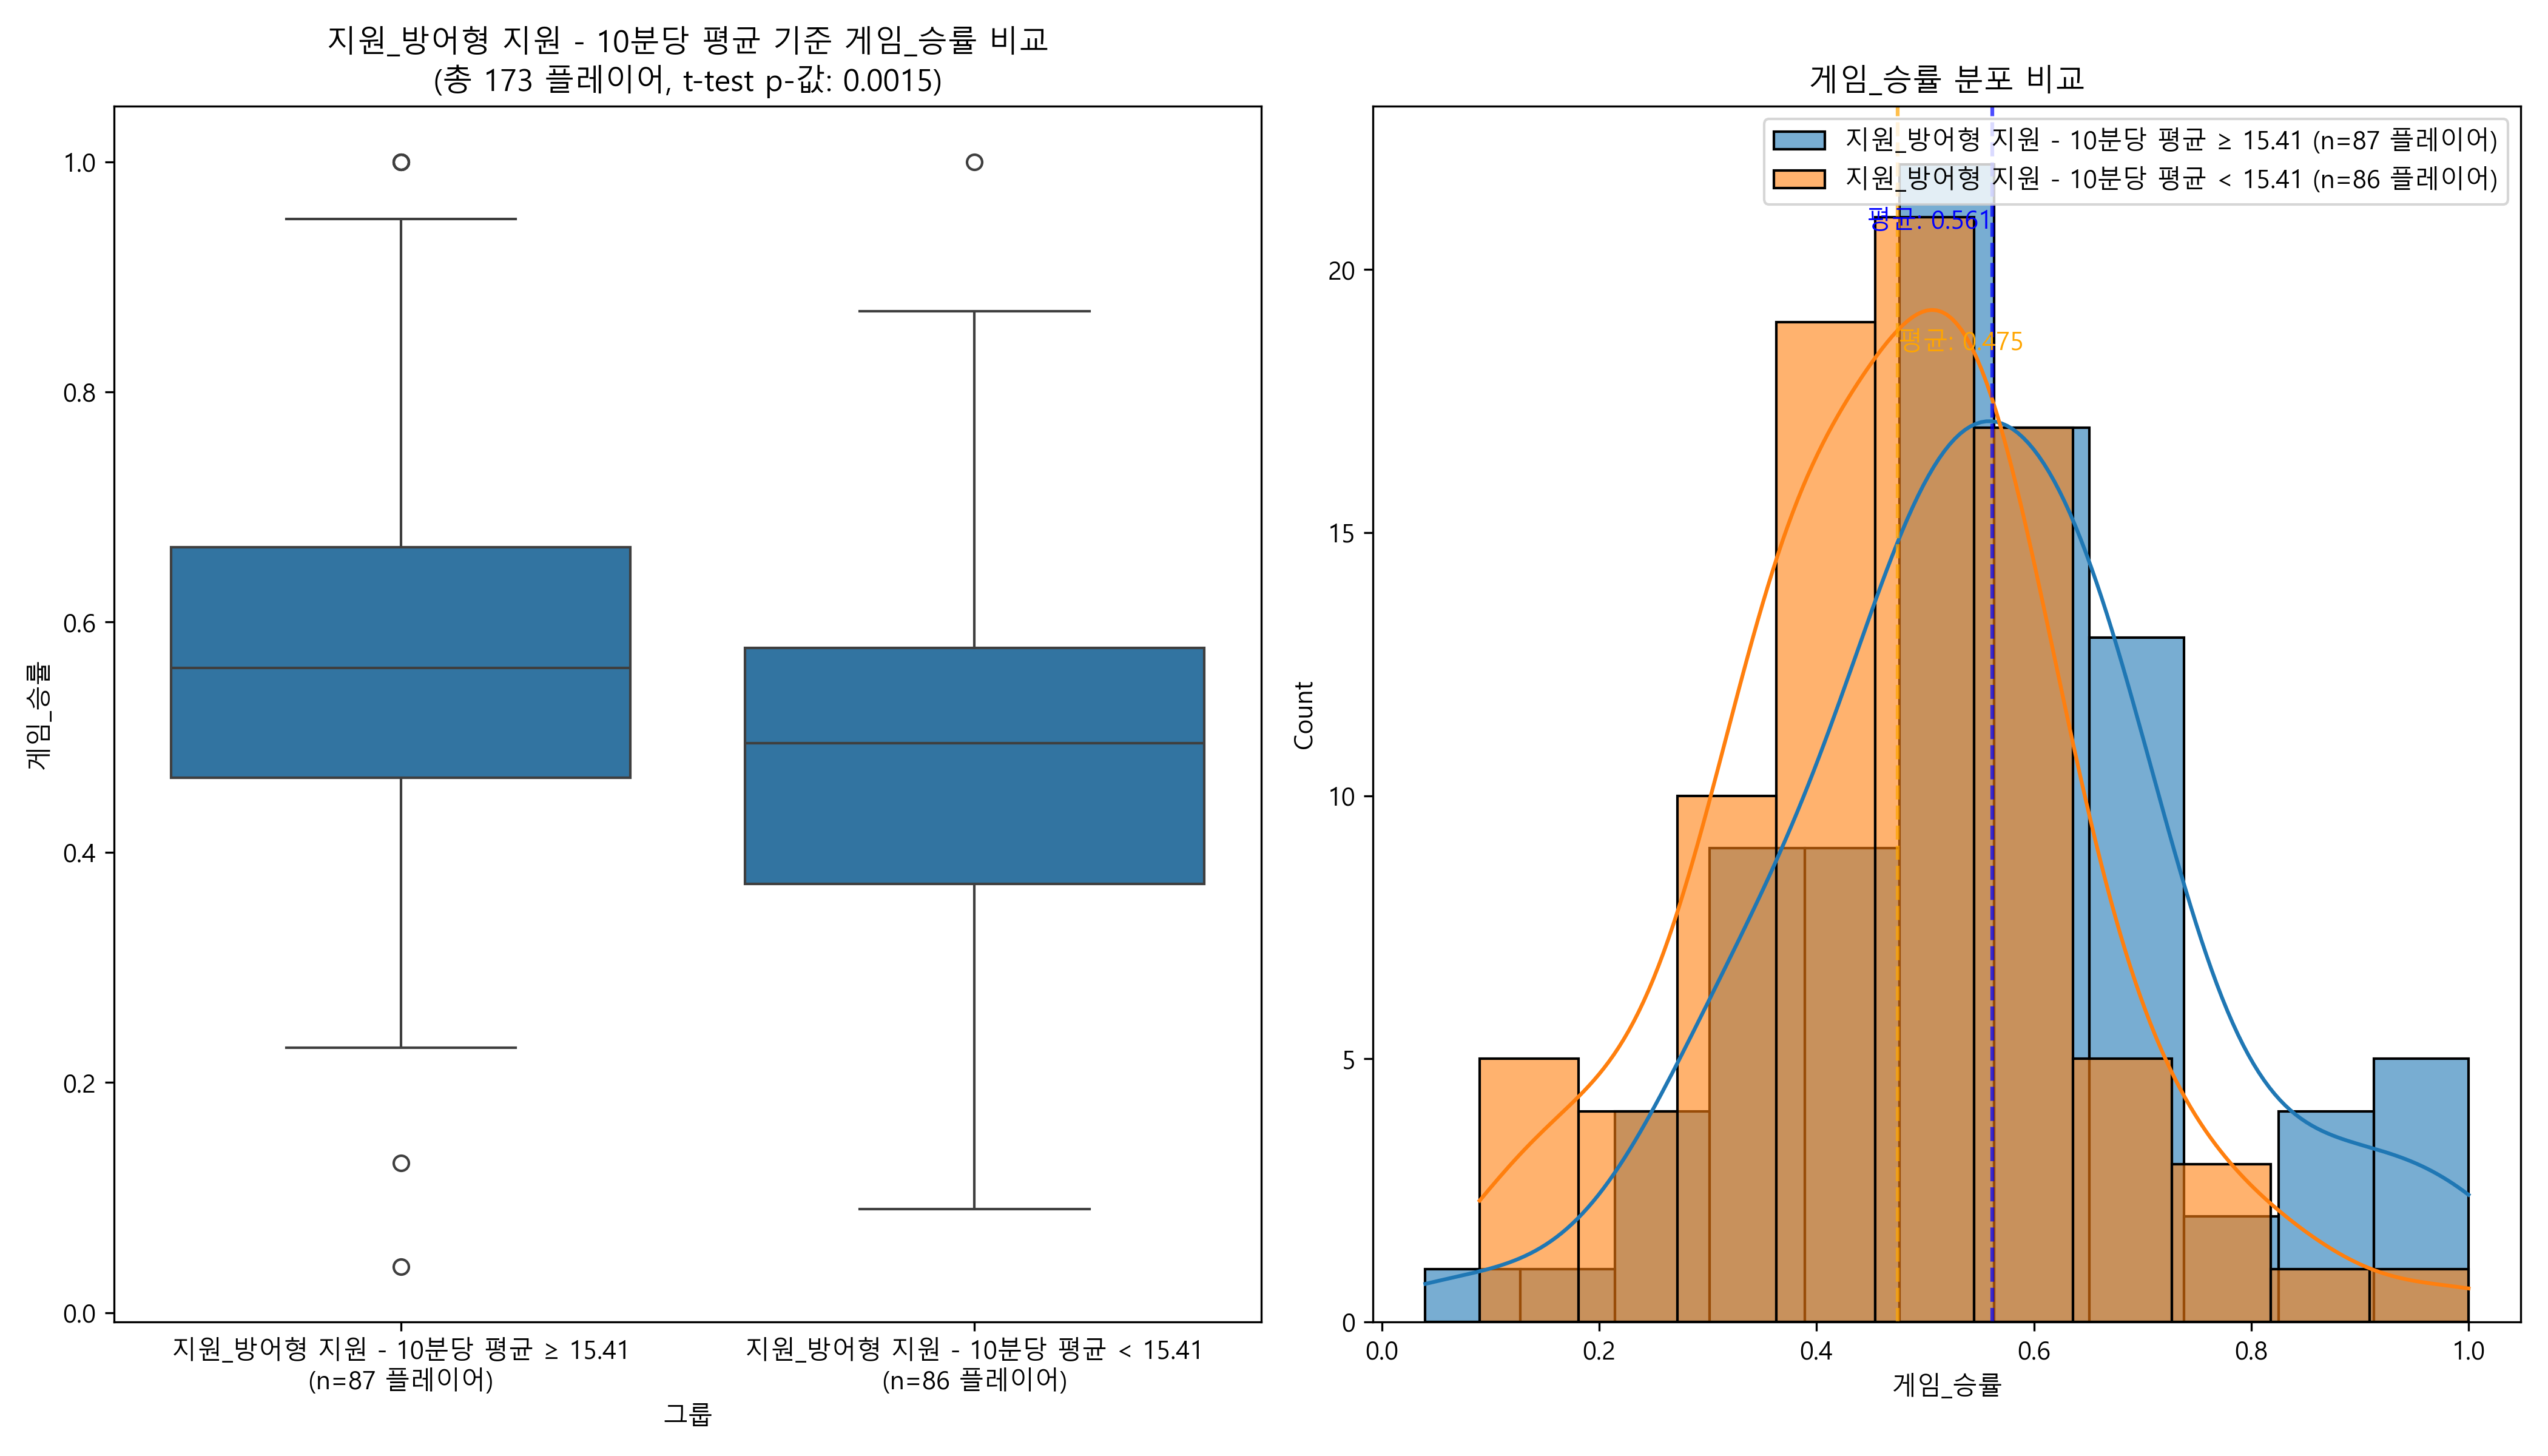 지원_방어형 지원 - 10분당 평균 기준 게임_승률 비교
(총 173 플레이어, t-test p-값: 0.0015)
게임_승률
1.0
0.8
0.6
0.4
0.2
0.0
지원_방어형 지원 - 10분당 평균 ≥ 15.41
(n=87 플레이어)
지원_방어형 지원 - 10분당 평균 < 15.41
(n=86 플레이어)
그룹
게임_승률 분포 비교
지원_방어형 지원 - 10분당 평균 ≥ 15.41 (n=87 플레이어)
지원_방어형 지원 - 10분당 평균 < 15.41 (n=86 플레이어)
평균: 0.561
평균: 0.475
Count
20
15
10
5
0
0.0
0.2
0.4
0.6
0.8
1.0
게임_승률